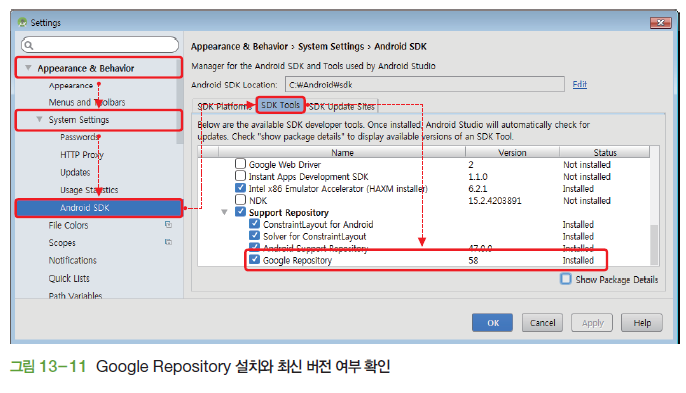 Settings
Appearance & Behavior
Appearance
Menus and Toolbars
System Settings
Passwords
HTTP Proxy
Updates
Usage Statistics
Android SDK
File Colors
Scopes
Notifications
Quick Lists
Path Variables
Appearance & Behavior › System Settings › Android SDK
Manager for the Android SDK and Tools used by Android Studio
Android SDK Location: C:₩Android₩sdk Edit
SDK Platforms SDK Tools SDK Update Sites
Below are the available SDK developer tools. Once installed, Android Studio will automatically check for
updates. Check "show package details" to display available versions of an SDK Tool.
Name Version Status
Google Web Driver 2 Not installed
Instant Apps Development SDK 1.1.0 Not installed
Intel x86 Emulator Accelerator (HAXM installer) 6.2.1 Installed
NDK 15.2.4203891 Not installed
Support Repository
ConstraintLayout for Android Installed
Solver for ConstraintLayout Installed
Android Support Repository 47.0.0 Installed
Google Repository 58 Installed
Show Package Details
OK Cancel Apply Help
그림 13-11 Google Repository 설치와 최신 버전 여부 확인